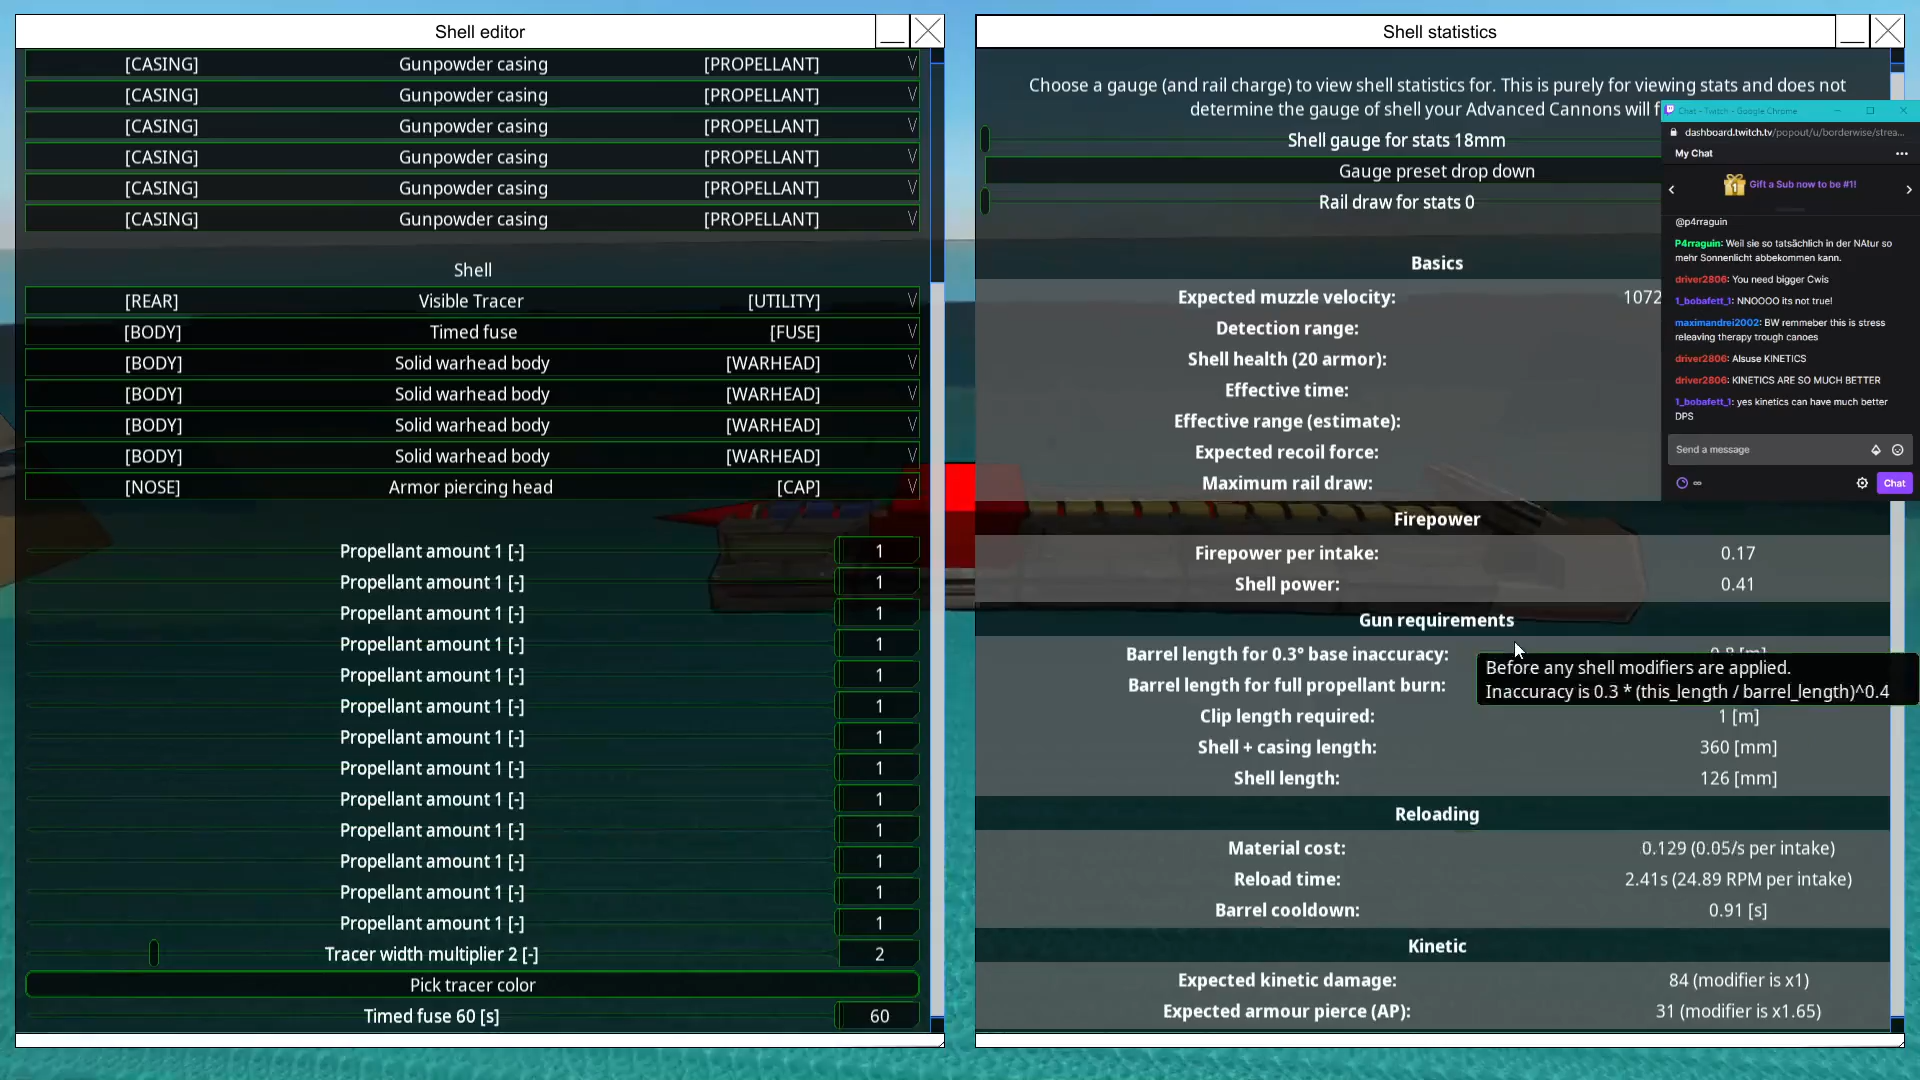 Shell editor
[CASING] Gunpowder casing [PROPELLANT] V
[CASING] Gunpowder casing [PROPELLANT] V
[CASING] Gunpowder casing [PROPELLANT] V
[CASING] Gunpowder casing [PROPELLANT] V
[CASING] Gunpowder casing [PROPELLANT] V
[CASING] Gunpowder casing [PROPELLANT] V
Shell
[REAR] Visible Tracer [UTILITY] V
[BODY] Timed fuse [FUSE] V
[BODY] Solid warhead body [WARHEAD] V
[BODY] Solid warhead body [WARHEAD] V
[BODY] Solid warhead body [WARHEAD] V
[BODY] Solid warhead body [WARHEAD] V
[NOSE] Armor piercing head [CAP] V
Propellant amount 1 [-] 1
Propellant amount 1 [-] 1
Propellant amount 1 [-] 1
Propellant amount 1 [-] 1
Propellant amount 1 [-] 1
Propellant amount 1 [-] 1
Propellant amount 1 [-] 1
Propellant amount 1 [-] 1
Propellant amount 1 [-] 1
Propellant amount 1 [-] 1
Propellant amount 1 [-] 1
Propellant amount 1 [-] 1
Propellant amount 1 [-] 1
Tracer width multiplier 2 [-] 2
Pick tracer color
Timed fuse 60 [s] 60
Shell statistics
Choose a gauge (and rail charge) to view shell statistics for. This is purely for viewing stats and does not
determine the gauge of shell your Advanced Cannons will f
Shell gauge for stats 18mm
Gauge preset drop down
Rail draw for stats 0
Basics
Expected muzzle velocity: 1072
Detection range:
Shell health (20 armor):
Effective time:
Effective range (estimate):
Expected recoil force:
Maximum rail draw:
Firepower
Firepower per intake: 0.17
Shell power: 0.41
Gun requirements
Barrel length for 0.3° base inaccuracy:
Before any shell modifiers are applied.
Inaccuracy is 0.3 * (this_length / barrel_length)^0.4
Barrel length for full propellant burn:
Clip length required: 1 [m]
Shell + casing length: 360 [mm]
Shell length: 126 [mm]
Reloading
Material cost: 0.129 (0.05/s per intake)
Reload time: 2.41s (24.89 RPM per intake)
Barrel cooldown: 0.91 [s]
Kinetic
Expected kinetic damage: 84 (modifier is x1)
Expected armour pierce (AP): 31 (modifier is x1.65)
Chat - Twitch - Google Chrome
dashboard.twitch.tv/popout/u/borderwise/strea...
My Chat
1 Gift a Sub now to be #1!
@p4rraguin
P4rraguin: Weil sie so tatsächlich in der NAtur so
mehr Sonnenlicht abbekommen kann.
driver2806: You need bigger Cwis
1_bobafett_1: NNOOOO its not true!
maximandrei2002: BW remmeber this is stress
releaving therapy trough canoes
driver2806: Alsuse KINETICS
driver2806: KINETICS ARE SO MUCH BETTER
1_bobafett_1: yes kinetics can have much better
DPS
Send a message
∞
Chat